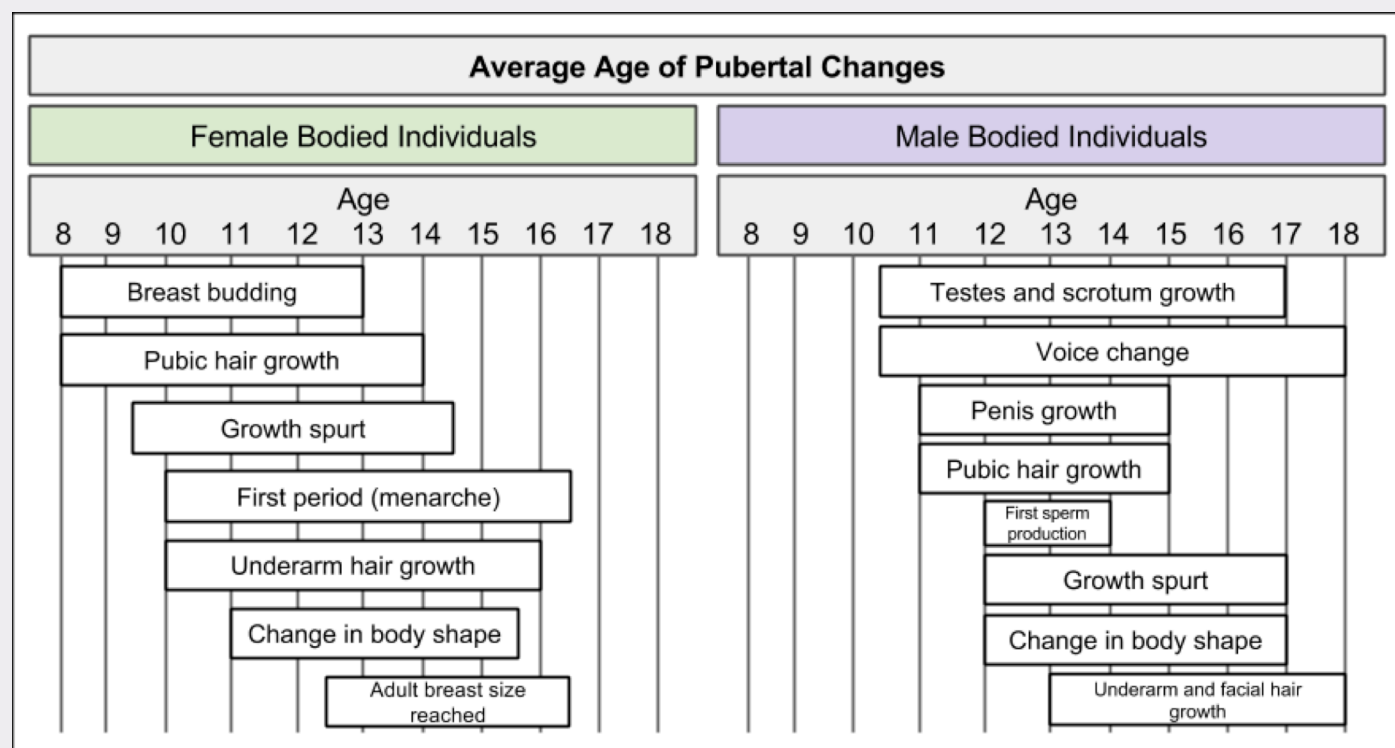 Average Age of Pubertal Changes
Female Bodied Individuals
Age
8 9 10 11 12 13 14 15 16 17 18
Breast budding
Pubic hair growth
Growth spurt
First period (menarche)
Underarm hair growth
Change in body shape
Adult breast size
reached
Male Bodied Individuals
Age
8 9 10 11 12 13 14 15 16 17 18
Testes and scrotum growth
Voice change
Penis growth
Pubic hair growth
First sperm
production
Growth spurt
Change in body shape
Underarm and facial hair
growth